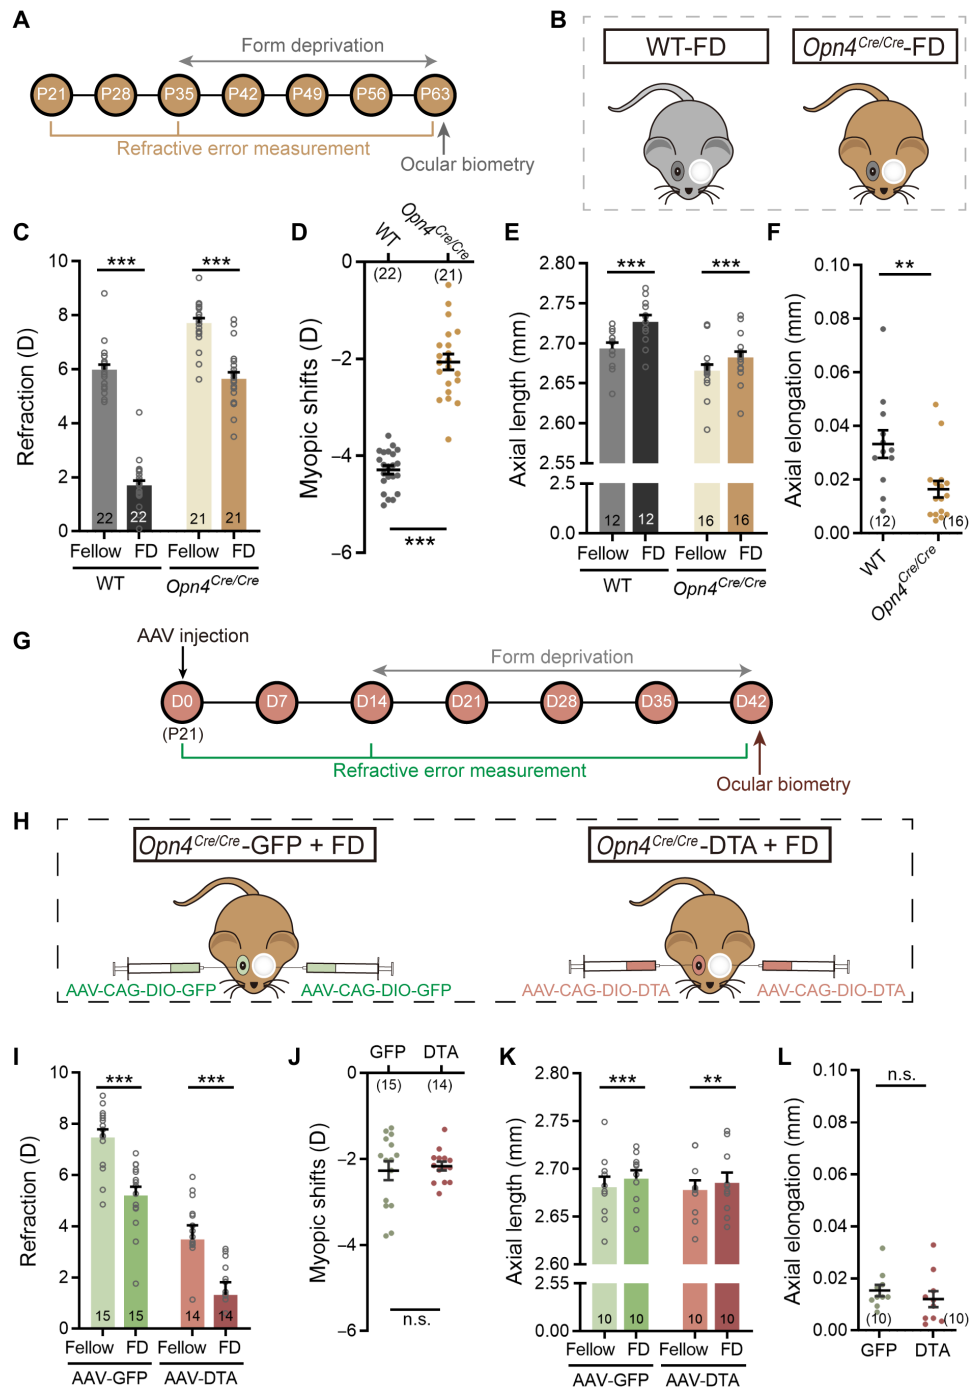 A
Form deprivation
P21 P28 P35 P42 P49 P56 P63
Refractive error measurement
Ocular biometry
B
WT-FD
Opn4Cre/Cre-FD
C
Refraction (D)
10
8
6
4
2
0
***
***
22 22 21 21
Fellow FD Fellow FD
WT
Opn4Cre/Cre
D
WT
Opn4Cre/Cre
Myopic shifts (D)
0
−2
−4
−6
(22) (21)
***
E
Axial length (mm)
2.80
2.75
2.70
2.65
2.60
2.55
2.5
0.0
***
***
12 12 16 16
Fellow FD Fellow FD
WT
Opn4Cre/Cre
F
Axial elongation (mm)
0.10
0.08
0.06
0.04
0.02
0.00
**
(12) (16)
WT
Opn4Cre/Cre
G
AAV injection
Form deprivation
D0 D7 D14 D21 D28 D35 D42
(P21)
Refractive error measurement
Ocular biometry
H
Opn4Cre/Cre-GFP + FD
Opn4Cre/Cre-DTA + FD
AAV-CAG-DIO-GFP
AAV-CAG-DIO-GFP
AAV-CAG-DIO-DTA
AAV-CAG-DIO-DTA
I
Refraction (D)
10
8
6
4
2
0
***
***
15 15 14 14
Fellow FD Fellow FD
AAV-GFP
AAV-DTA
J
GFP DTA
Myopic shifts (D)
0
−2
−4
−6
(15) (14)
n.s.
K
Axial length (mm)
2.80
2.75
2.70
2.65
2.60
2.55
0.00
***
**
10 10 10 10
Fellow FD Fellow FD
AAV-GFP
AAV-DTA
L
Axial elongation (mm)
0.10
0.08
0.06
0.04
0.02
0.00
n.s.
(10) (10)
GFP DTA